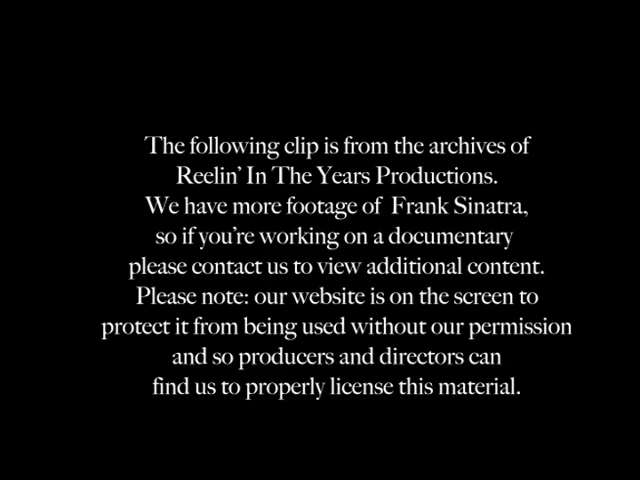 The following clip is from the archives of
Reelin' In The Years Productions.
We have more footage of Frank Sinatra,
so if you're working on a documentary
please contact us to view additional content.
Please note: our website is on the screen to
protect it from being used without our permission
and so producers and directors can
find us to properly license this material.